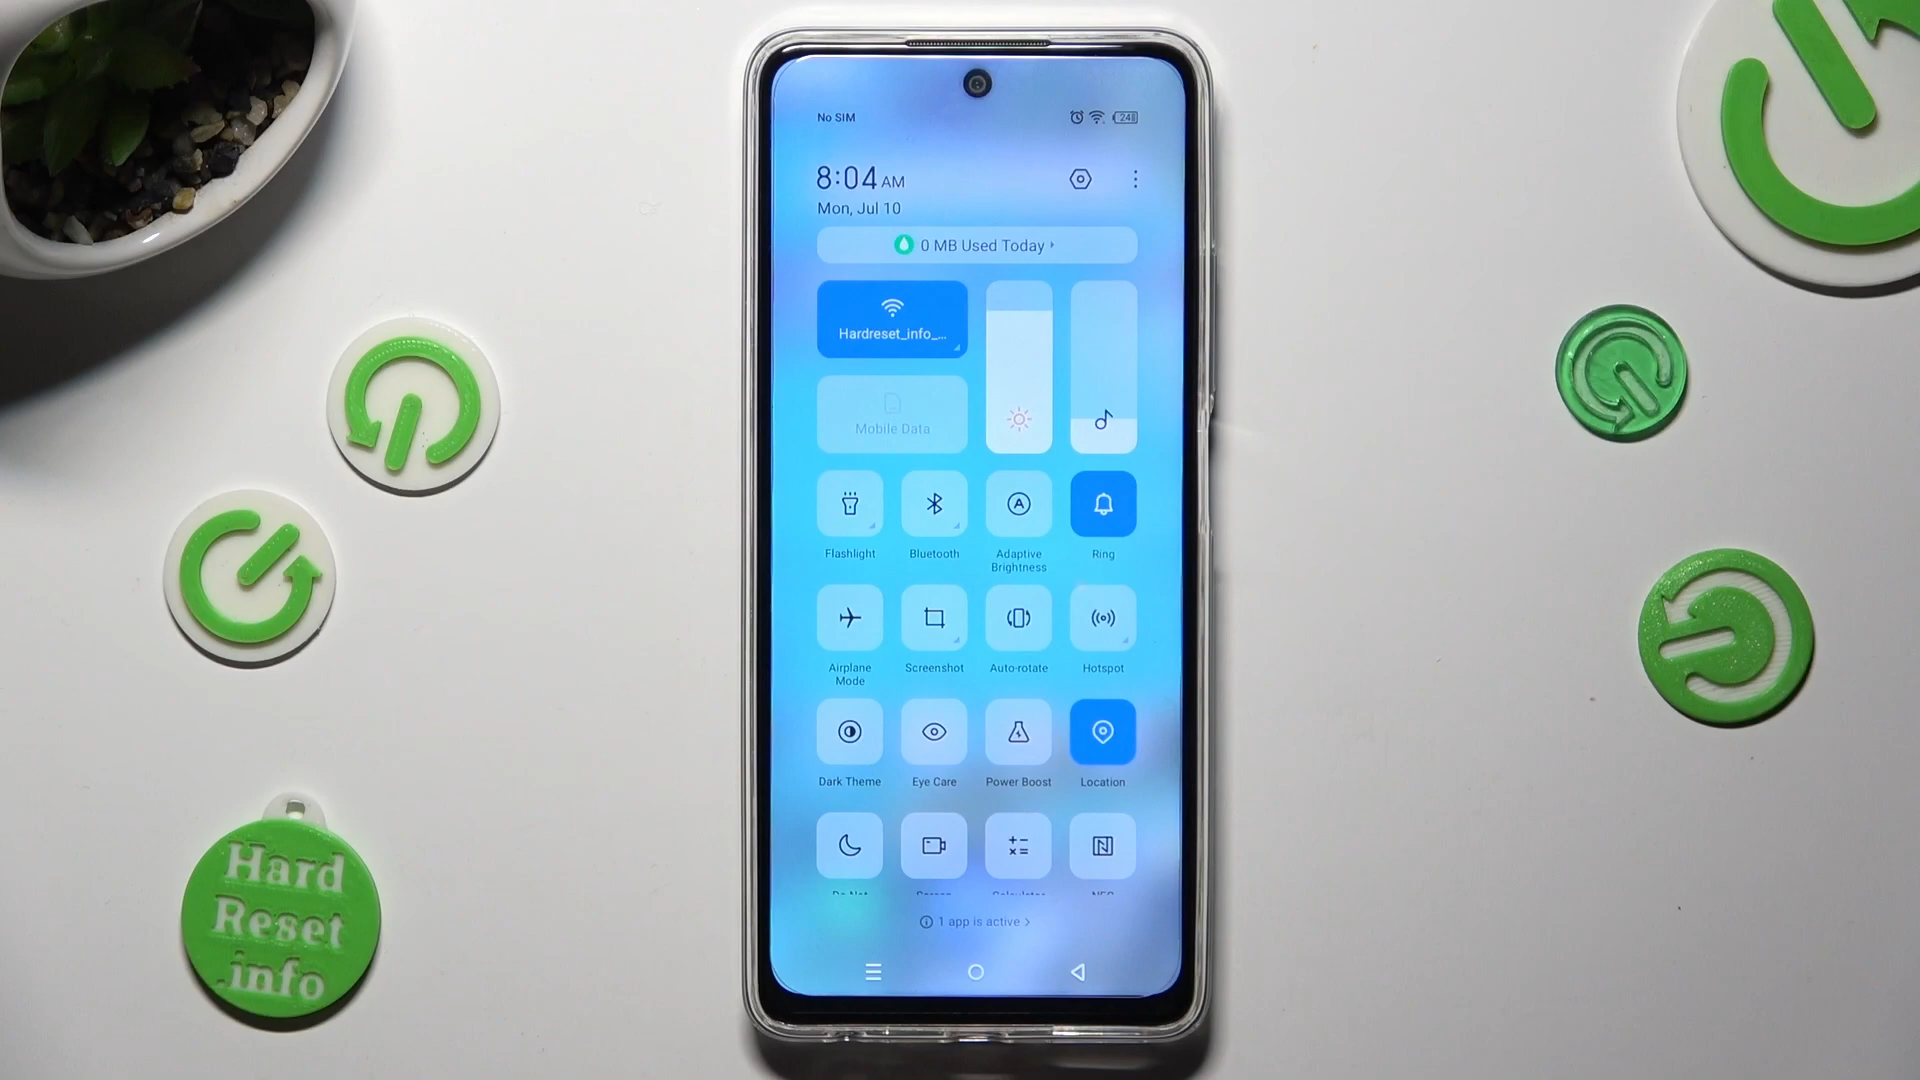 No SIM
24
8:04 AM
Mon, Jul 10
0 MB Used Today
Hardreset_info_...
Mobile Data
Flashlight
Bluetooth
Adaptive
Brightness
Ring
Airplane
Mode
Screenshot
Auto-rotate
Hotspot
Dark Theme
Eye Care
Power Boost
Location
1 app is active
Hard
Reset
.info